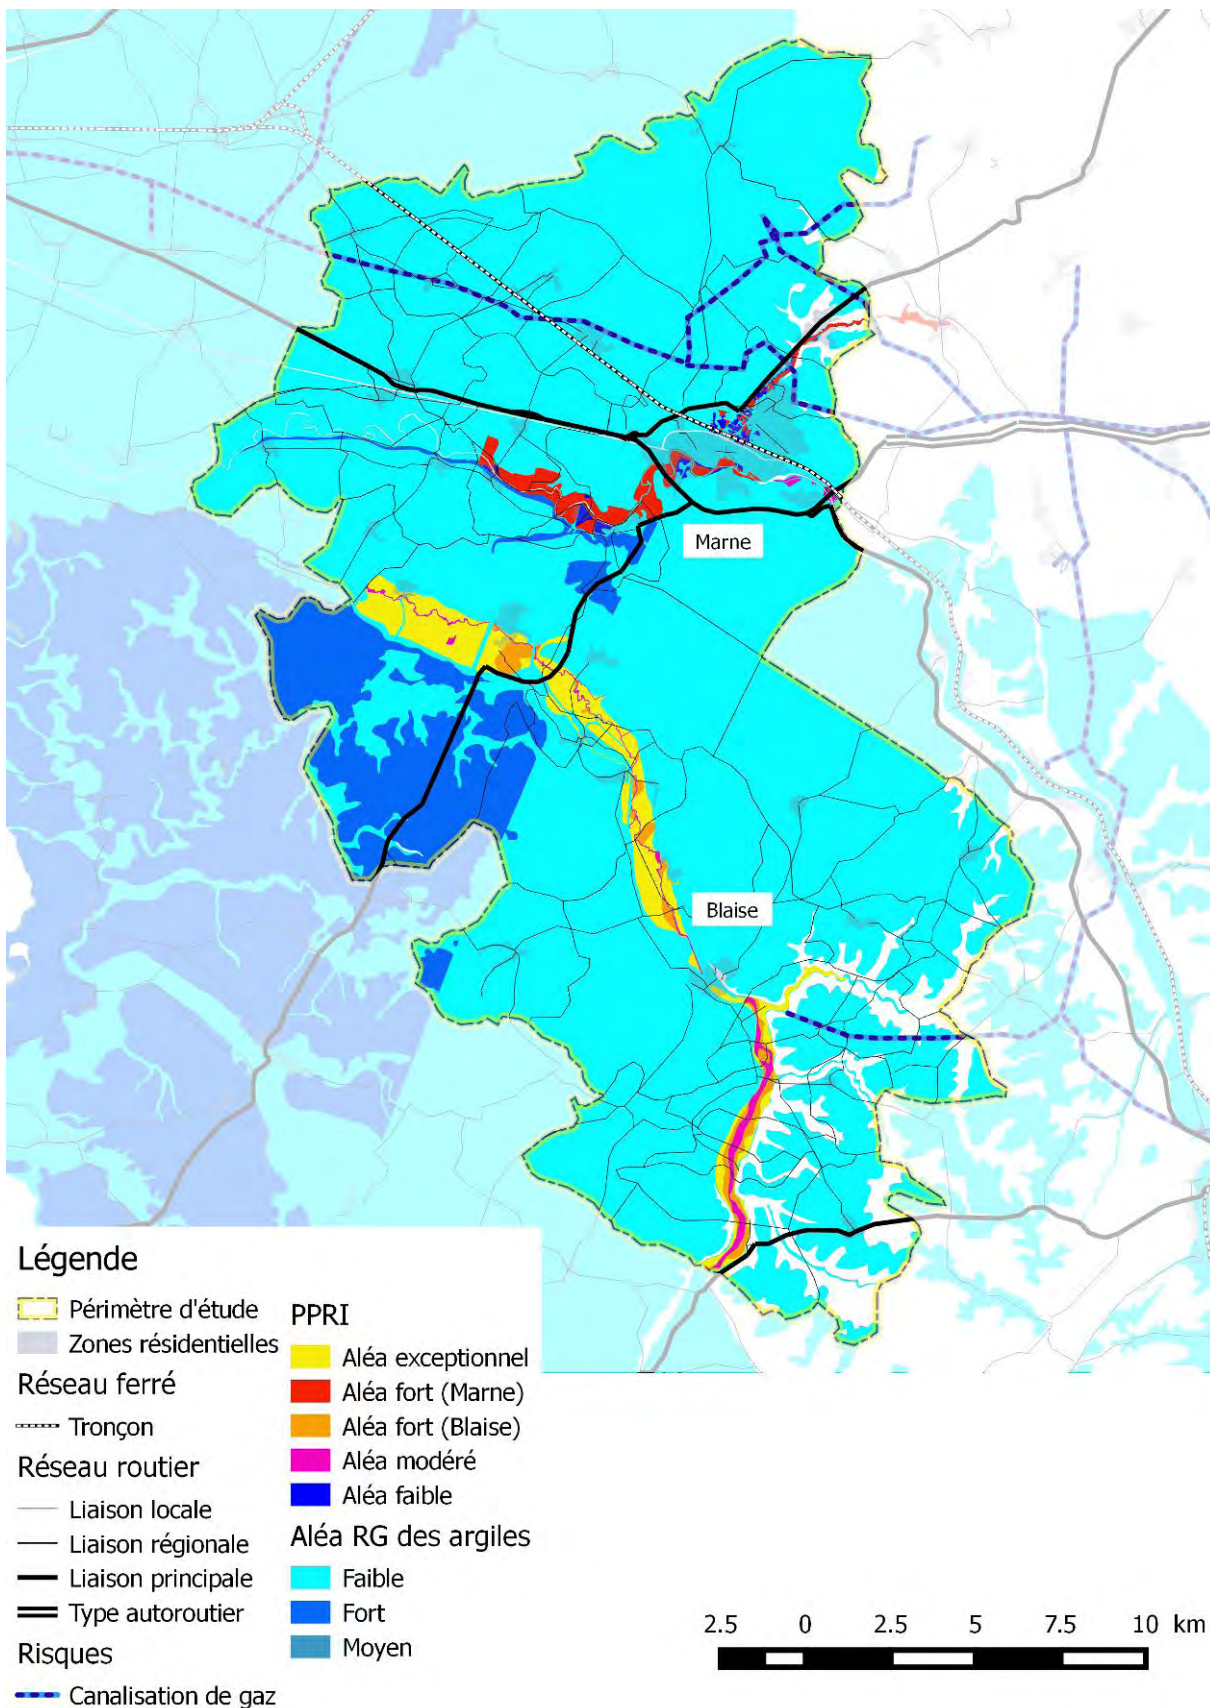 Marne
Blaise
Légende
Périmètre d'étude
Zones résidentielles
Réseau ferré
Tronçon
Réseau routier
Liaison locale
Liaison régionale
Liaison principale
Type autoroutier
Risques
Canalisation de gaz
PPRI
Aléa exceptionnel
Aléa fort (Marne)
Aléa fort (Blaise)
Aléa modéré
Aléa faible
Aléa RG des argiles
Faible
Fort
Moyen
2.5 0 2.5 5 7.5 10 km